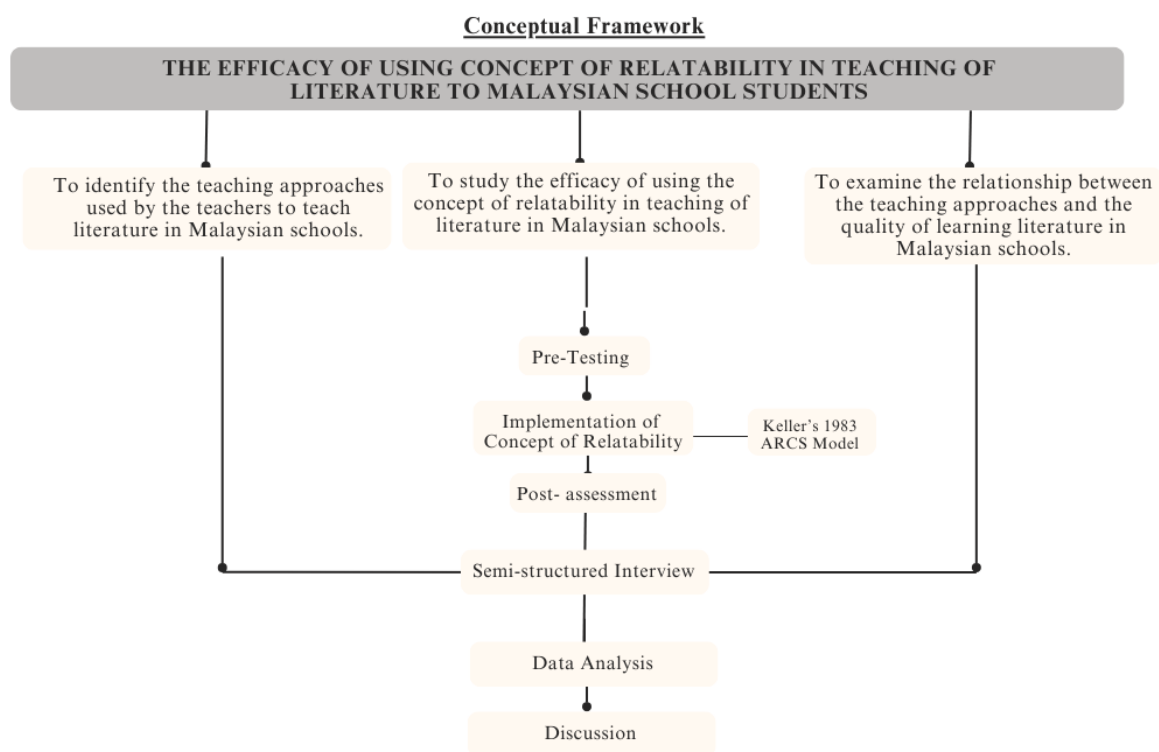 Conceptual Framework
THE EFFICACY OF USING CONCEPT OF RELATABILITY IN TEACHING OF
LITERATURE TO MALAYSIAN SCHOOL STUDENTS
To identify the teaching approaches
used by the teachers to teach
literature in Malaysian schools.
To study the efficacy of using the
concept of relatability in teaching of
literature in Malaysian schools.
To examine the relationship between
the teaching approaches and the
quality of learning literature in
Malaysian schools.
Pre-Testing
Implementation of
Concept of Relatability
Keller's 1983
ARCS Model
Post- assessment
Semi-structured Interview
Data Analysis
Discussion